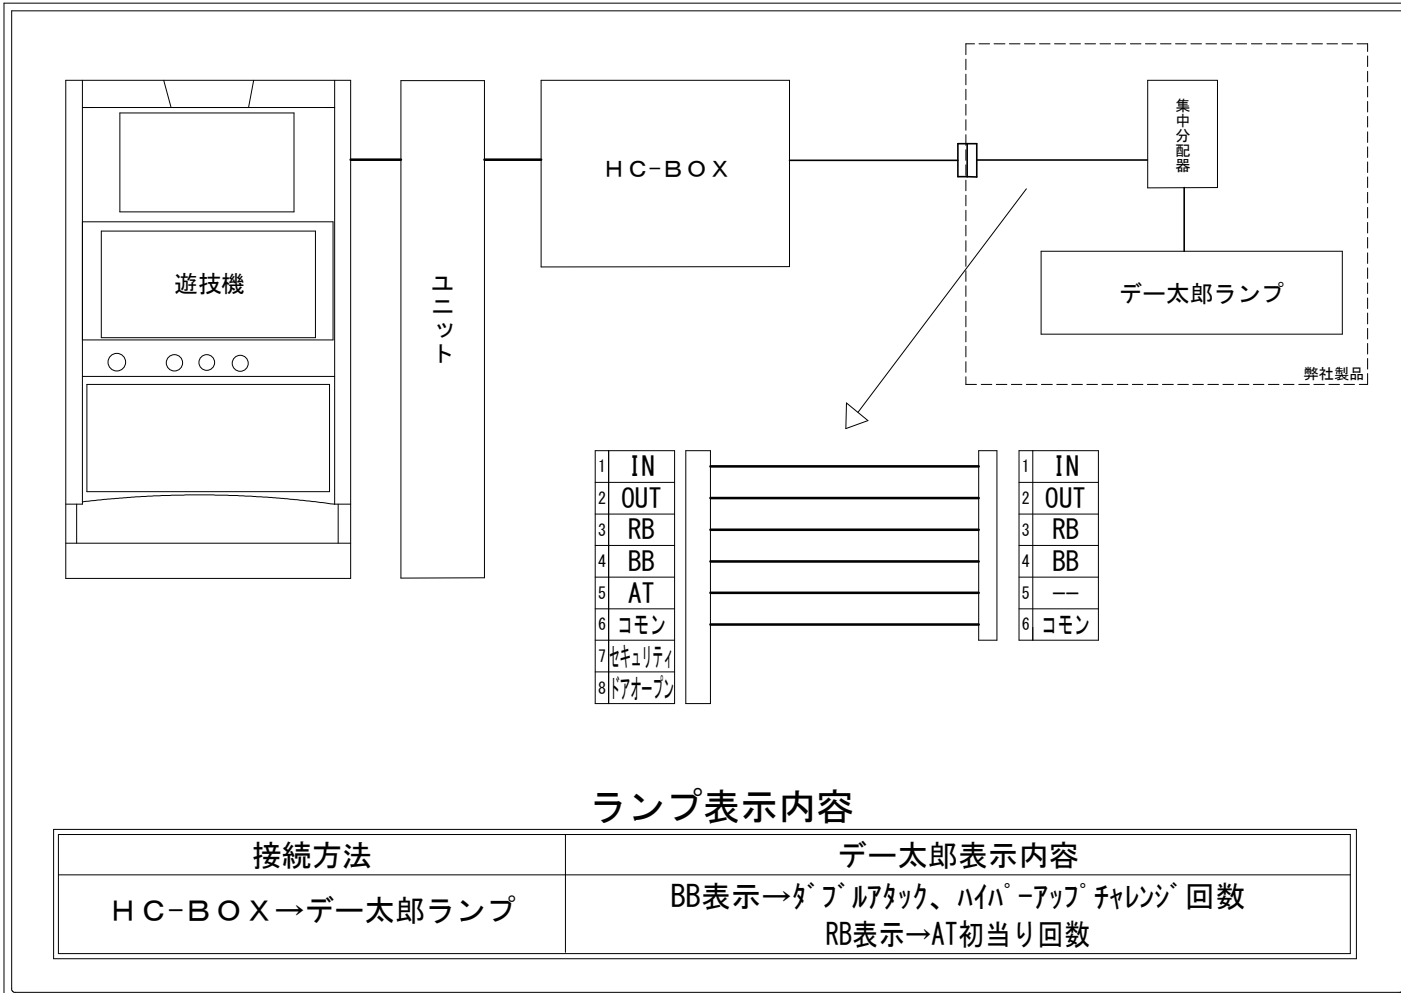 遊技機
ユニット
HC-BOX
集中分配器
デー太郎ランプ
弊社製品
1 IN
2 OUT
3 RB
4 BB
5 AT
6 コモン
7 セキュリティ
8 ドアオープン
1 IN
2 OUT
3 RB
4 BB
5 --
6 コモン
ランプ表示内容
接続方法 デー太郎表示内容
HC-BOX→デー太郎ランプ
BB表示→ダブルアタック、ハイパーアップチャレンジ回数
RB表示→AT初当り回数